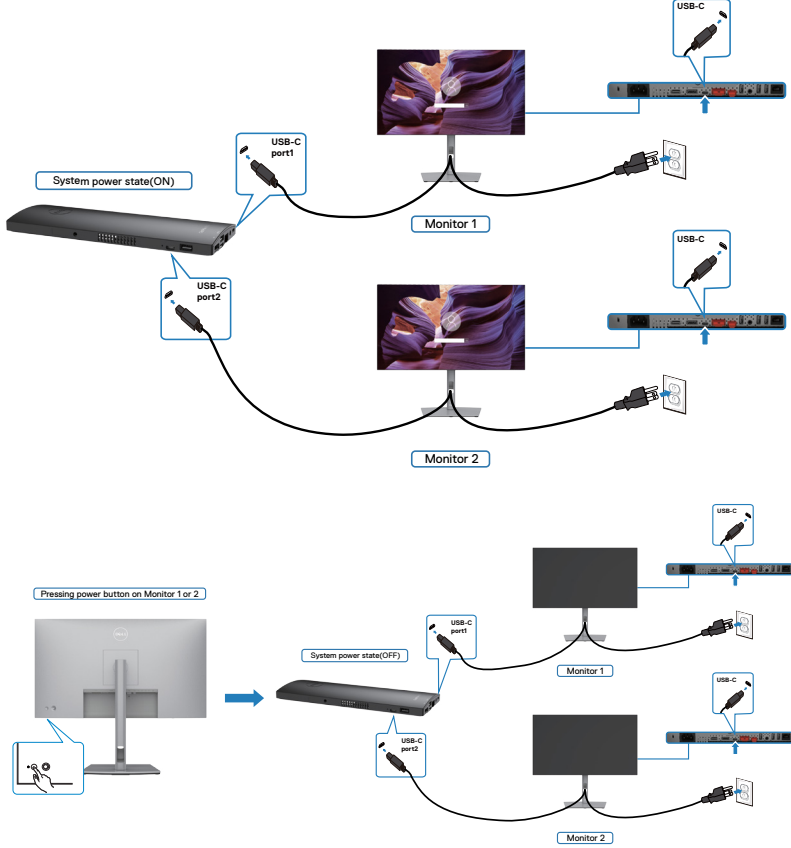 USB-C
USB-C
port1
System power state(ON)
Monitor 1
USB-C
USB-C
port2
Monitor 2
USB-C
Pressing power button on Monitor 1 or 2
DELL
USB-C
port1
System power state(OFF)
Monitor 1
USB-C
USB-C
port2
Monitor 2